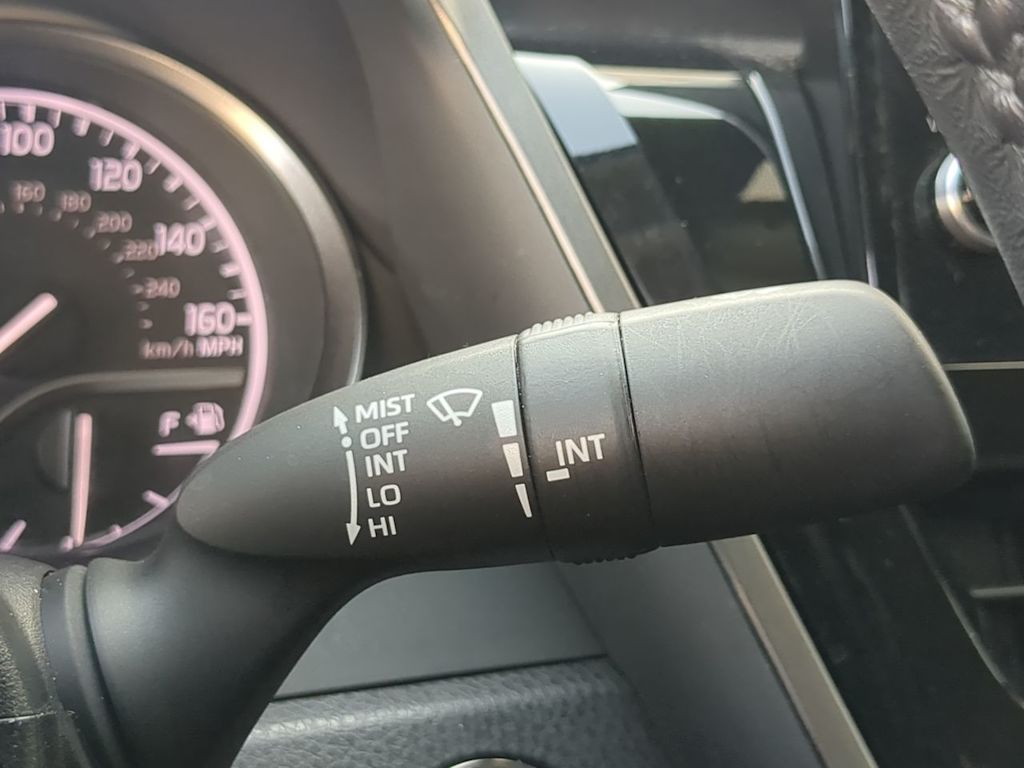 100
120
140
160
160
180
200
220
240
km/h MPH
F
MIST
OFF
INT
LO
HI
INT